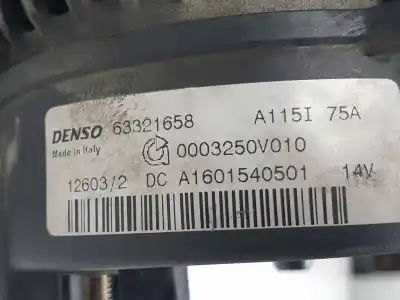 DENSO 63321658 A115I 75A
Made in Italy
0003250V010
12603/2 DC A1601540501 14V